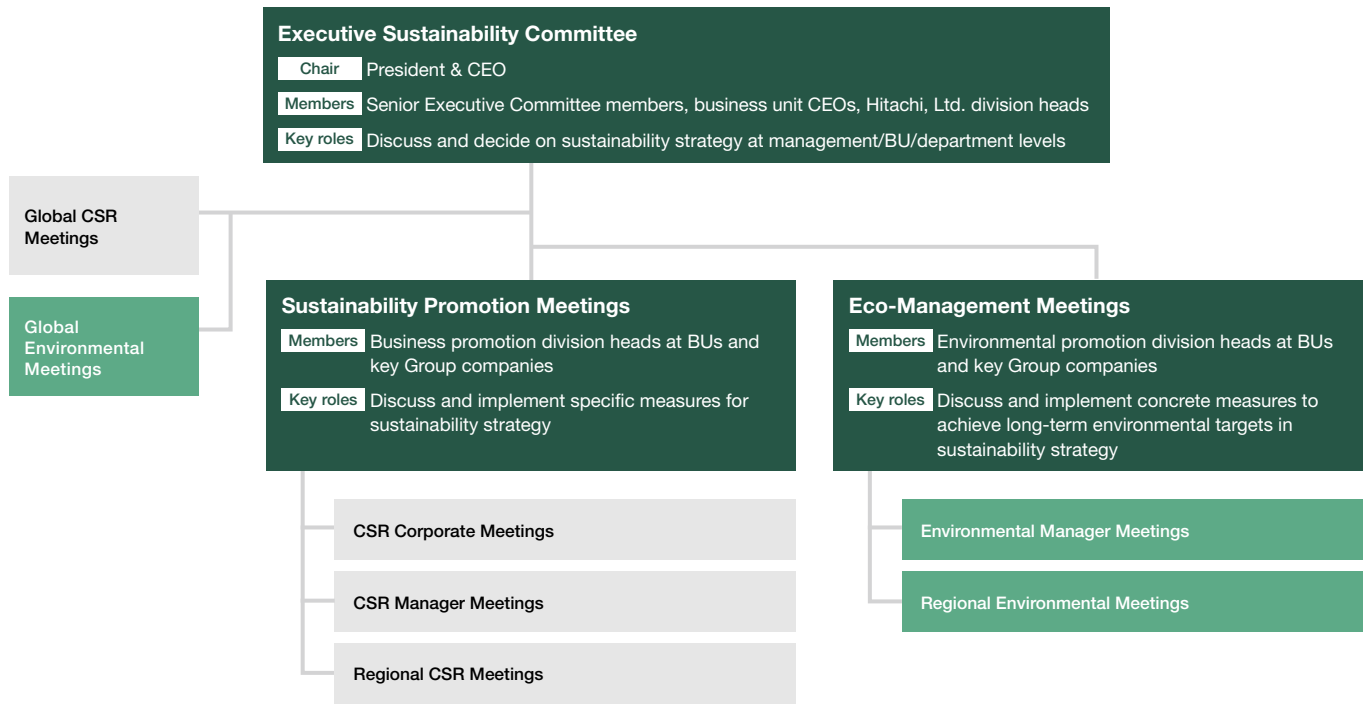 Executive Sustainability Committee
Chair President & CEO
Members Senior Executive Committee members, business unit CEOs, Hitachi, Ltd. division heads
Key roles Discuss and decide on sustainability strategy at management/BU/department levels
Global CSR
Meetings
Global
Environmental
Meetings
Sustainability Promotion Meetings
Members Business promotion division heads at BUs and
key Group companies
Key roles Discuss and implement specific measures for
sustainability strategy
CSR Corporate Meetings
CSR Manager Meetings
Regional CSR Meetings
Eco-Management Meetings
Members Environmental promotion division heads at BUs
and key Group companies
Key roles Discuss and implement concrete measures to
achieve long-term environmental targets in
sustainability strategy
Environmental Manager Meetings
Regional Environmental Meetings